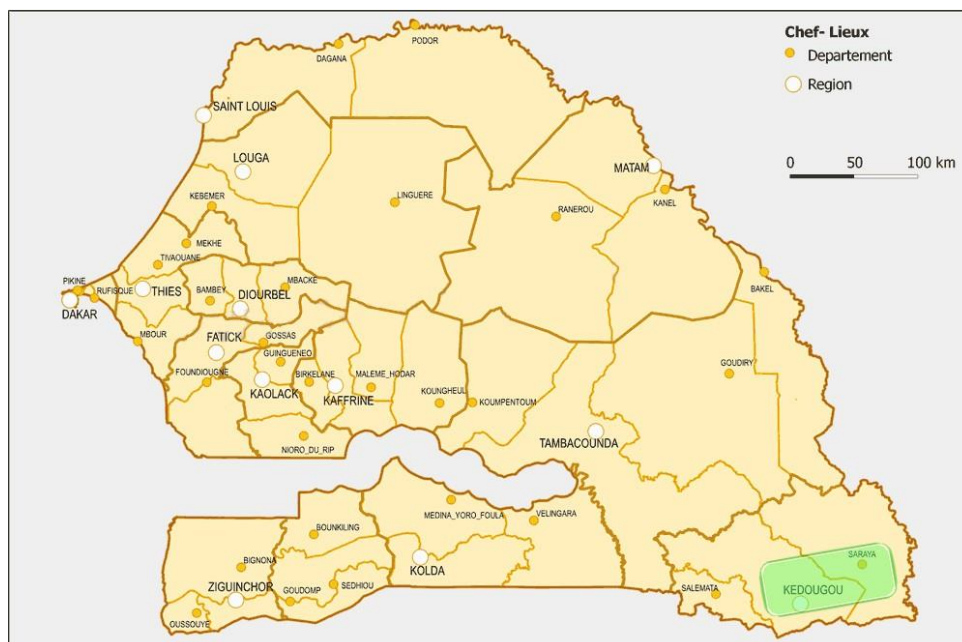 Chef- Lieux
Departement
Region
0 50 100 km
PODOR
DAGANA
SAINT LOUIS
LOUGA
MATAM
KANEL
LINGUERE
RANEROU
KEBEMER
MEKHE
TIVAOUANE
BAKEL
PIKINE
RUFISQUE
THIES
BAMBEY
MBACKE
DIOURBEL
DAKAR
MBOUR
FATICK
GOSSAS
GUINGUENEO
GOUDIRY
FOUNDIOUGNE
KAOLACK
BIRKELANE
KAFFRINE
MALEME_HODAR
KOUNGHEUL
KOUMPENTOUM
TAMBACOUNDA
NIORO_DU_RIP
MEDINA_YORO_FOULA
VELINGARA
BOUNKILING
BIGNONA
KOLDA
SARAYA
ZIGUINCHOR
GOUDOMP
SEDHIOU
SALEMATA
KEDOUGOU
OUSSOUYE